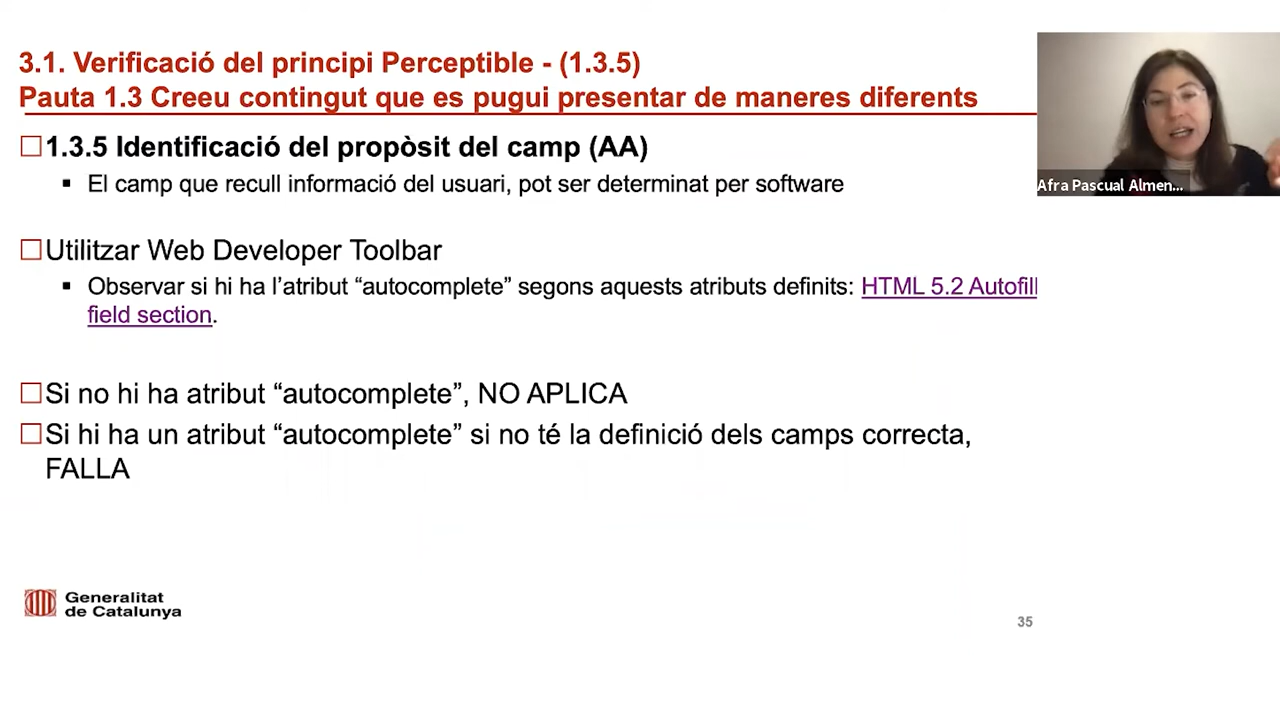 3.1. Verificació del principi Perceptible - (1.3.5)
Pauta 1.3 Creeu contingut que es pugui presentar de maneres diferents
1.3.5 Identificació del propòsit del camp (AA)
El camp que recull informació del usuari, pot ser determinat per software
Utilitzar Web Developer Toolbar
Observar si hi ha l’atribut “autocomplete” segons aquests atributs definits: HTML 5.2 Autofill
field section.
Si no hi ha atribut “autocomplete”, NO APLICA
Si hi ha un atribut “autocomplete” si no té la definició dels camps correcta,
FALLA
Generalitat
de Catalunya
35
Afra Pascual Almen...